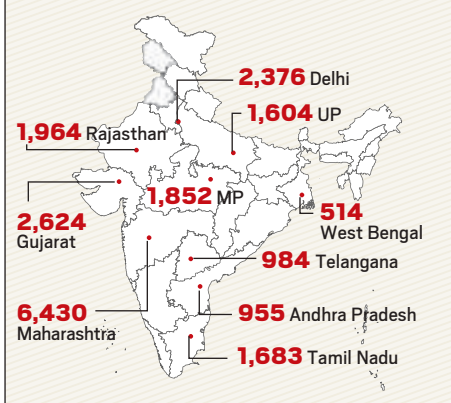 2,376 Delhi
1,604 UP
1,964 Rajasthan
1,852 MP
2,624
Gujarat
514
West Bengal
984 Telangana
6,430
Maharashtra
955 Andhra Pradesh
1,683 Tamil Nadu